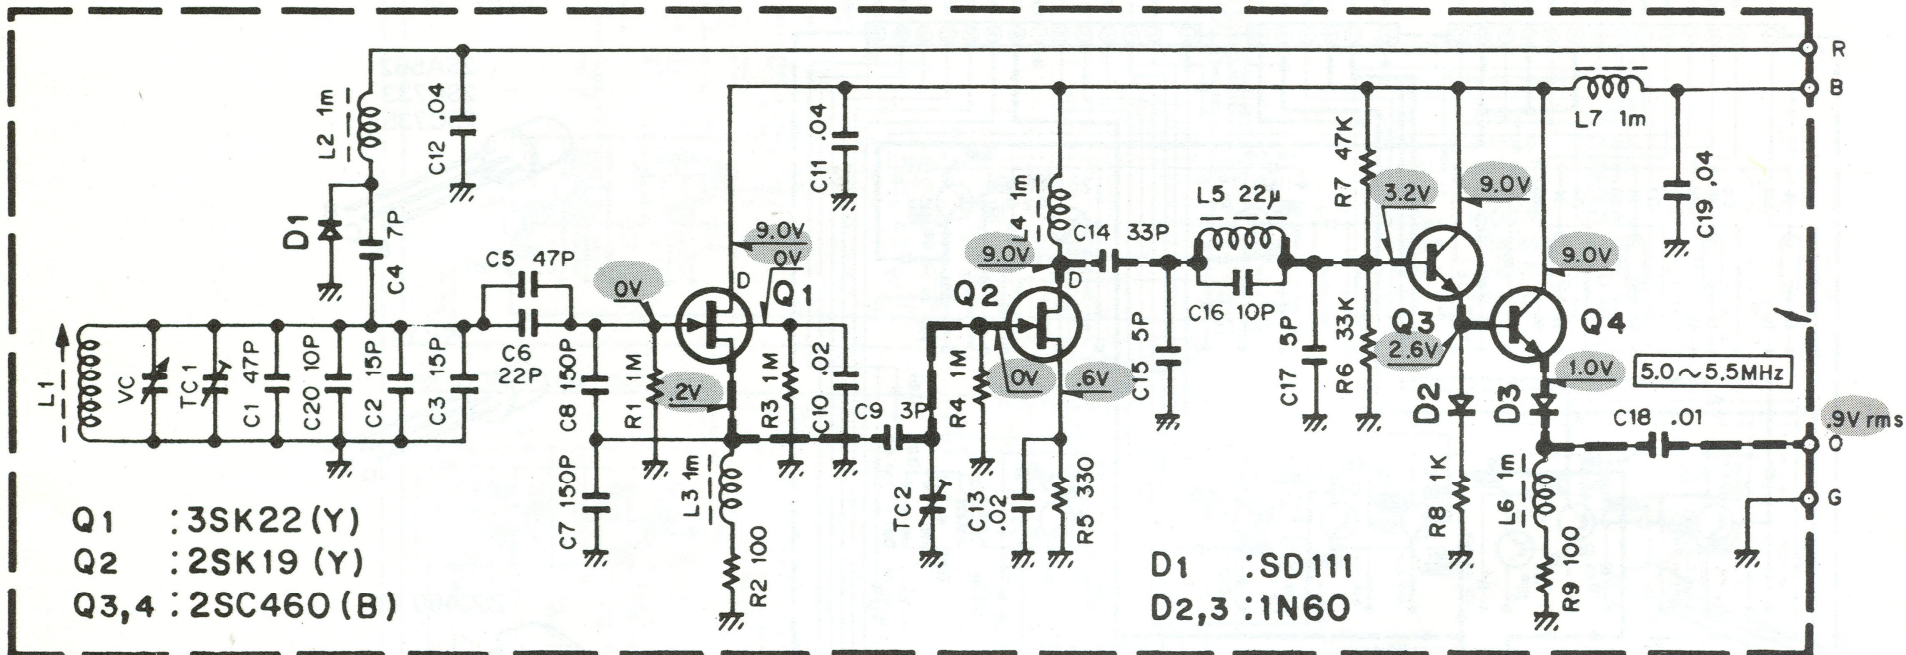 R
B
L2 1m
C12 .04
C11 .04
L4 1m
R7 47K
L7 1m
C19 .04
D1
C4 7P
C5 47P
C6
22P
0V
9.0V
0V
D
Q1
9.0V
D
Q2
C14 33P
L5 22μ
C16 10P
3.2V
9.0V
9.0V
Q3
Q4
2.6V
1.0V
5.0~5.5MHz
L1
VC
TC1
C1 47P
C20 10P
C2 15P
C3 15P
C8 150P
R1 1M
.2V
R3 1M
C10 .02
C9 3P
R4 1M
0V
.6V
C15 5P
C17 5P
R6 33K
D2
D3
C18 .01
.9V rms
O
G
C7 150P
L3 1m
R2 100
TC2
C13
.02
R5 330
R8 1K
L6 1m
R9 100
Q1 :3SK22(Y)
Q2 :2SK19(Y)
Q3,4 :2SC460(B)
D1 :SD111
D2,3 :1N60